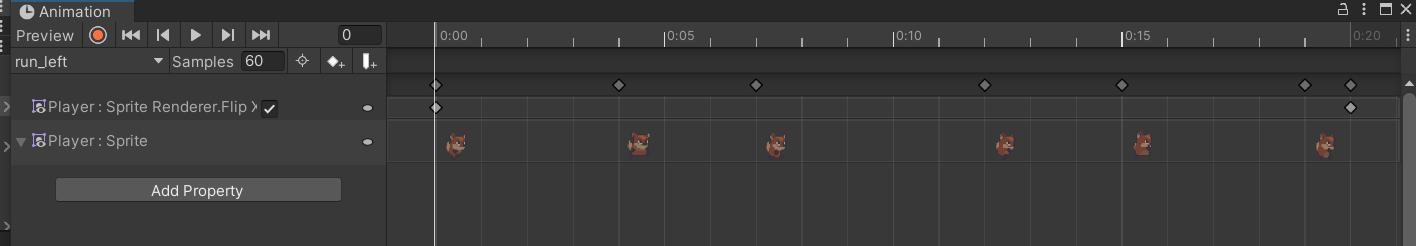 Animation
Preview 0 0:00 0:05 0:10 0:15 0:20
run_left Samples 60
Player : Sprite Renderer.Flip X
Player : Sprite
Add Property